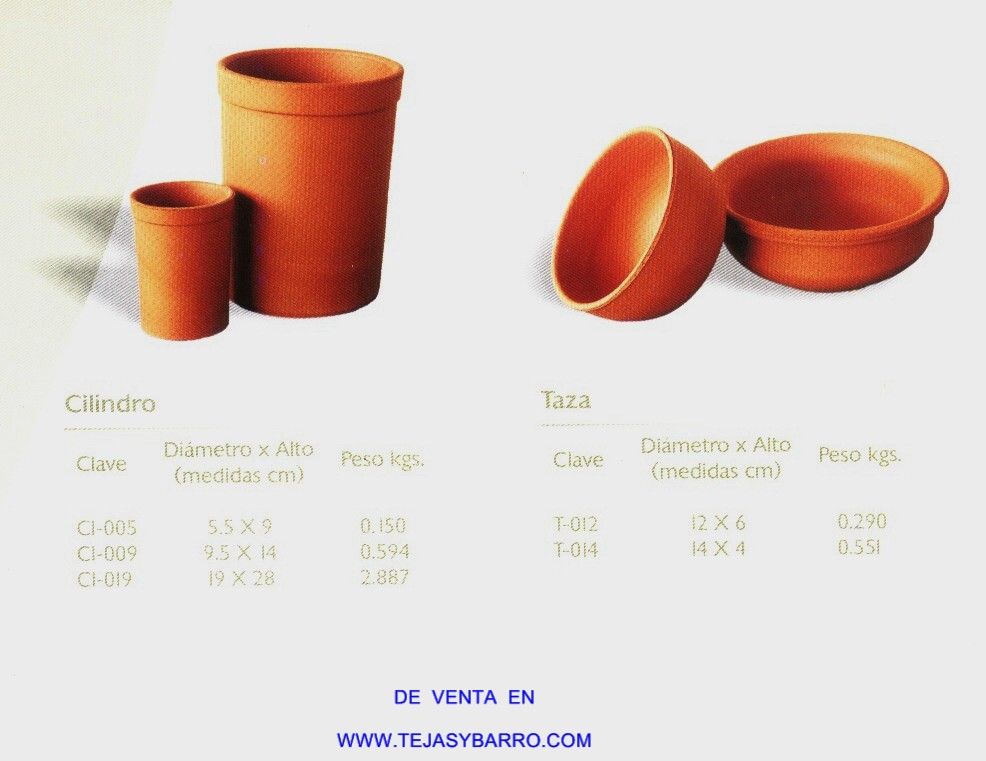 Cilindro
Clave
Diámetro x Alto
(medidas cm)
Peso kgs.
CI-005 5.5 X 9 0.150
CI-009 9.5 X 14 0.594
CI-019 19 X 28 2.887
Taza
Clave
Diámetro x Alto
(medidas cm)
Peso kgs.
T-012 12 X 6 0.290
T-014 14 X 4 0.551
DE VENTA EN
WWW.TEJASYBARRO.COM